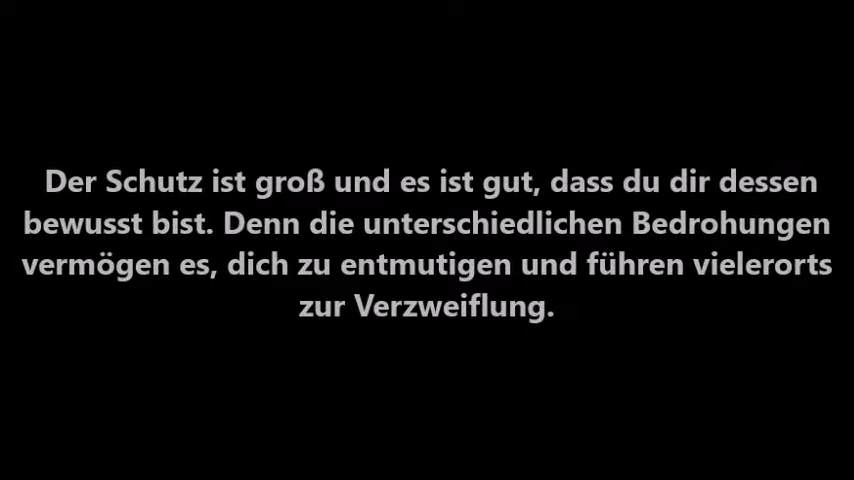 Der Schutz ist groß und es ist gut, dass du dir dessen
bewusst bist. Denn die unterschiedlichen Bedrohungen
vermögen es, dich zu entmutigen und führen vielerorts
zur Verzweiflung.